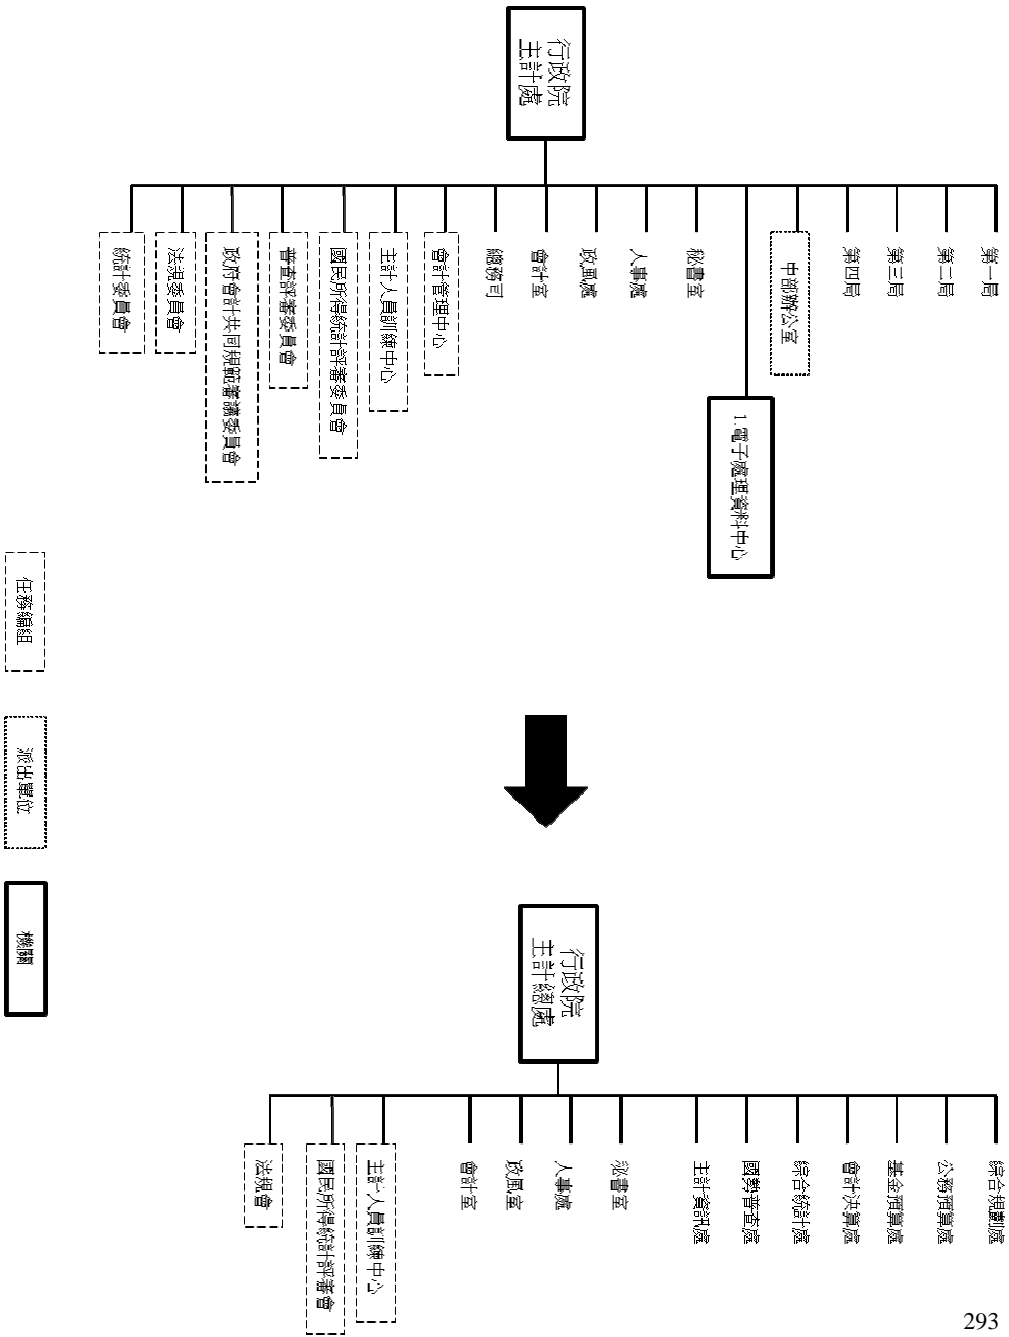 行政院
主計處
第一局
第二局
第三局
第四局
中部辦公室
1.電子處理資料中心
秘書室
人事處
政風處
會計室
總務司
會計管理中心
主計人員訓練中心
國民所得統計評審委員會
普查評審委員會
政府會計共同規範審議委員會
法規委員會
統計委員會
行政院
主計總處
綜合規劃處
公務預算處
基金預算處
會計決算處
綜合統計處
國勢普查處
主計資訊處
秘書室
人事處
政風室
會計室
主計人員訓練中心
國民所得統計評審會
法規會
任務編組
派出單位
機關
293